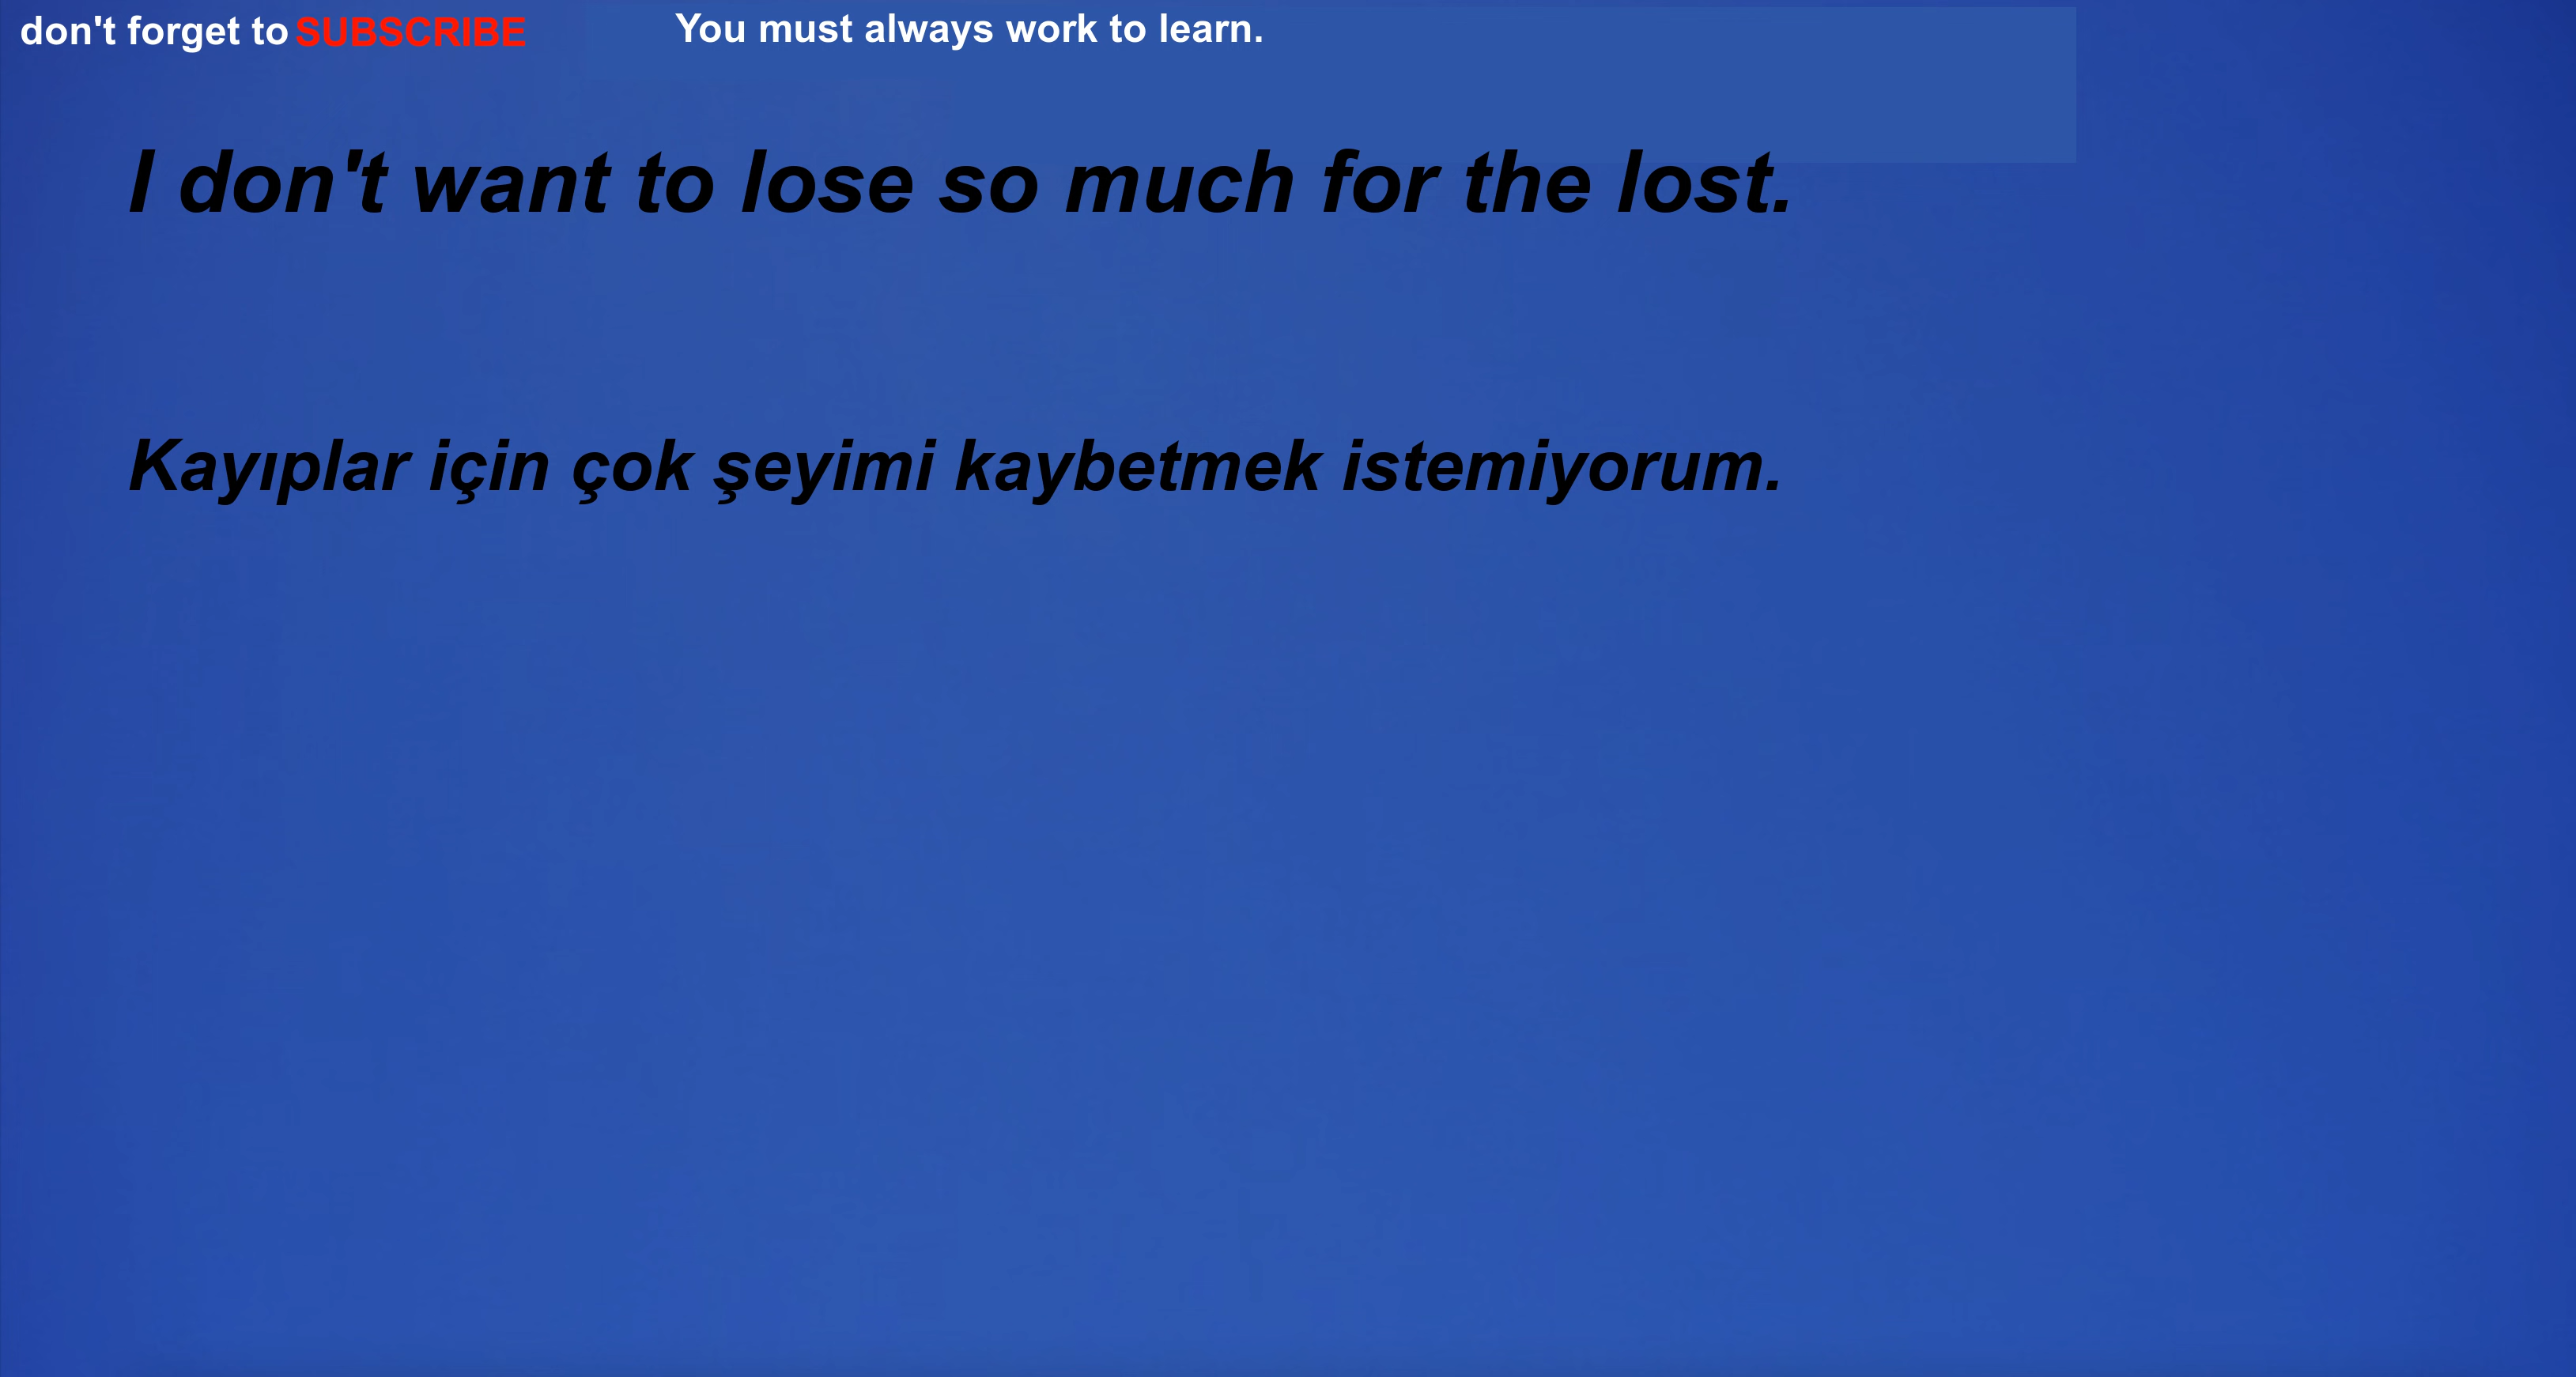 don't forget to SUBSCRIBE You must always work to learn.
I don't want to lose so much for the lost.
Kayıplar için çok şeyimi kaybetmek istemiyorum.